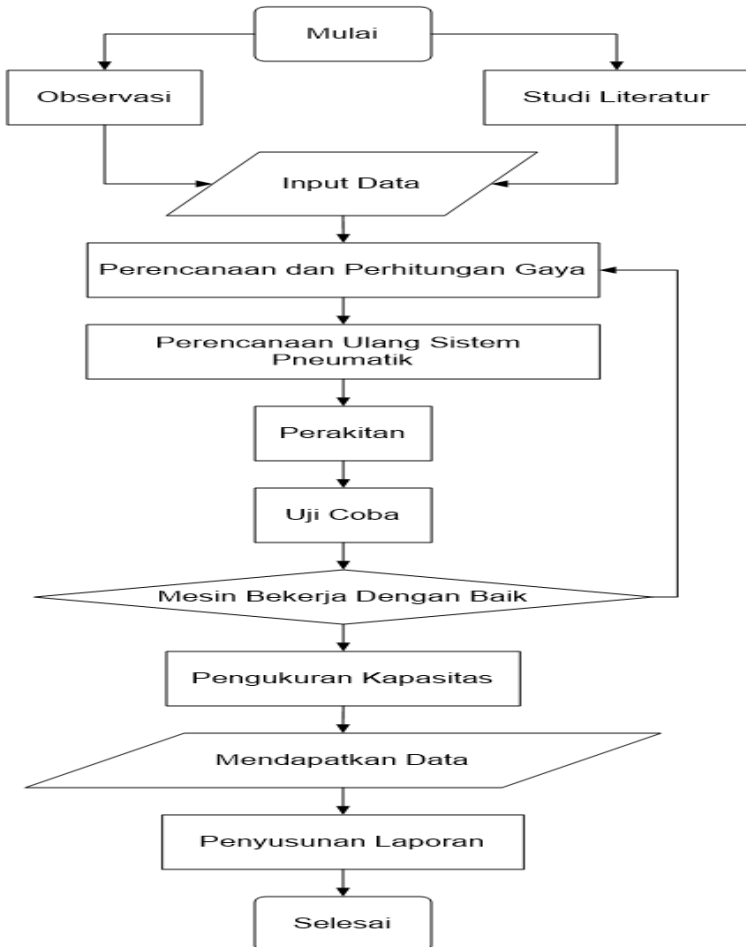 Mulai
Observasi
Studi Literatur
Input Data
Perencanaan dan Perhitungan Gaya
Perencanaan Ulang Sistem
Pneumatik
Perakitan
Uji Coba
Mesin Bekerja Dengan Baik
Pengukuran Kapasitas
Mendapatkan Data
Penyusunan Laporan
Selesai